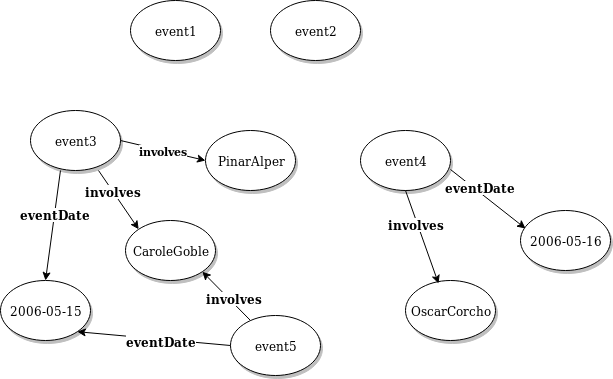 event1
event2
event3
involves
PinarAlper
event4
involves
eventDate
eventDate
involves
CaroleGoble
2006-05-16
involves
2006-05-15
OscarCorcho
eventDate
event5